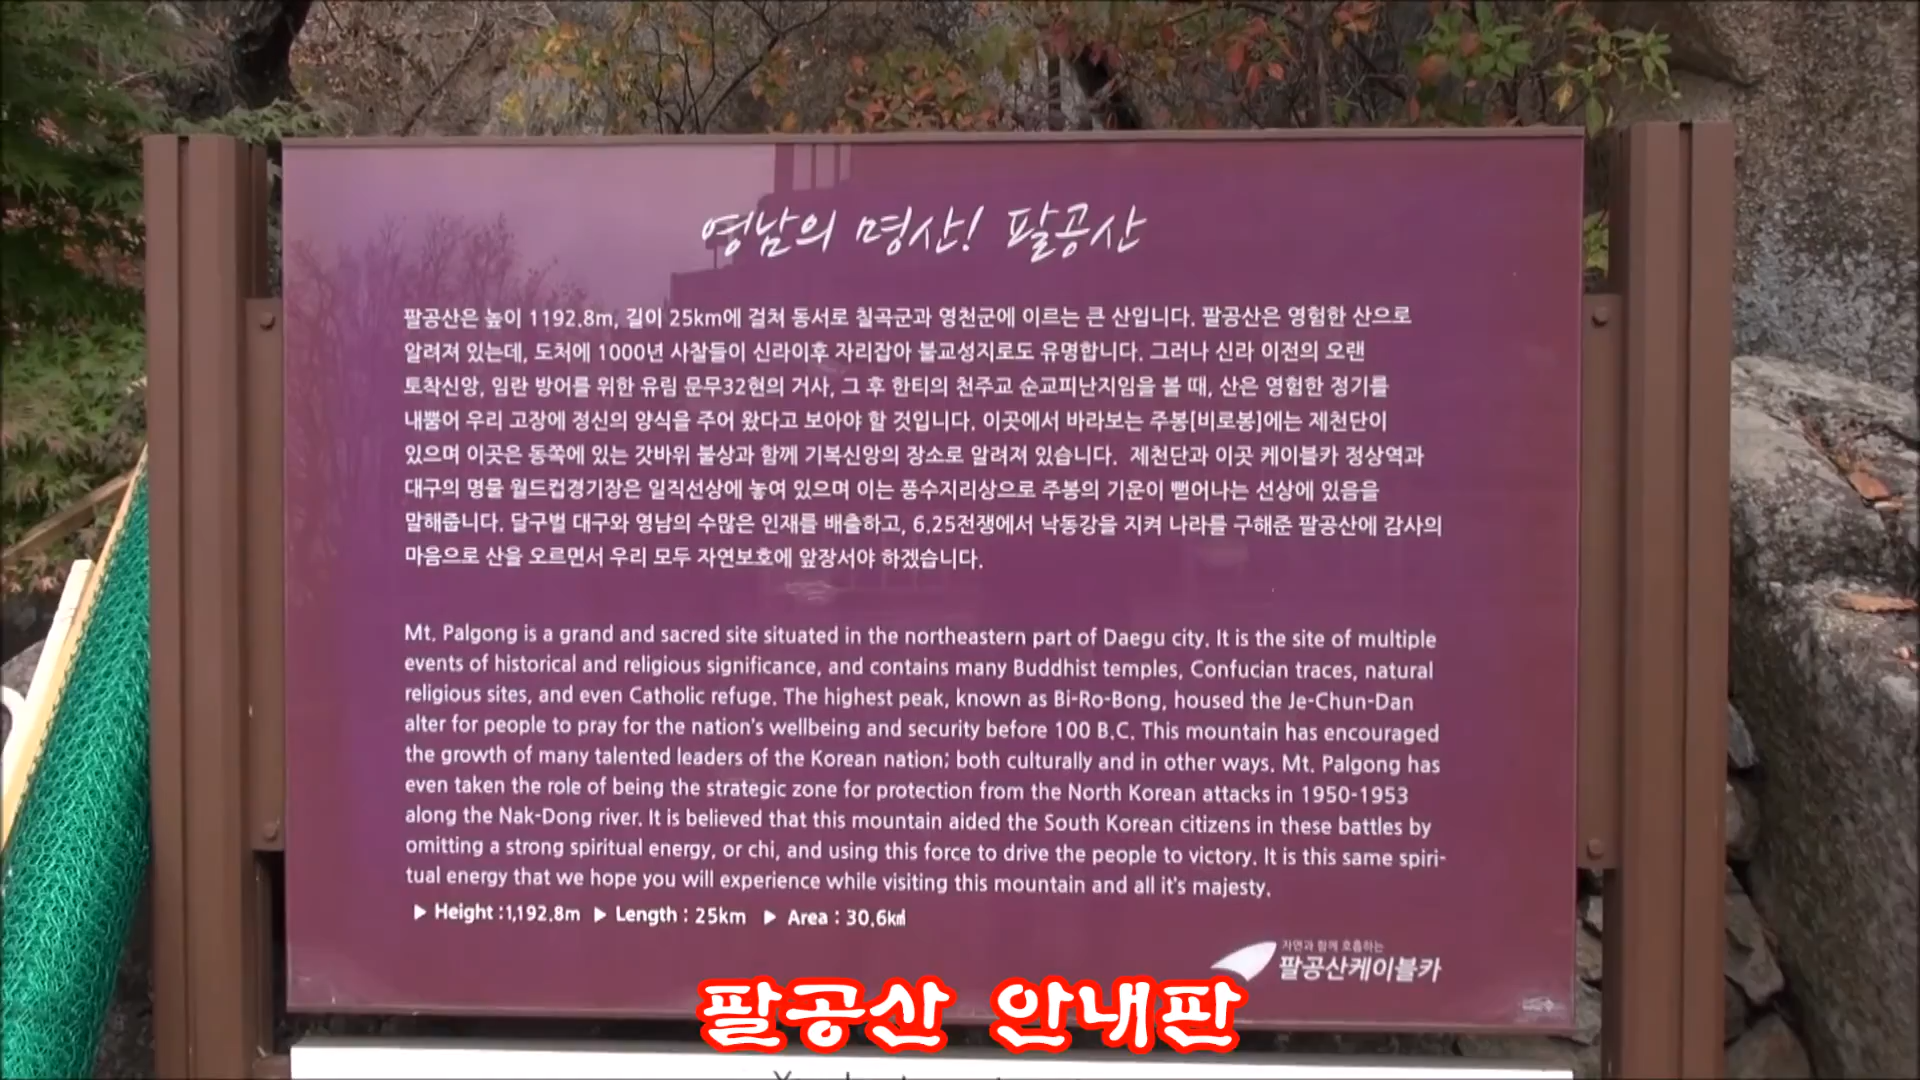 영남의 명산! 팔공산
팔공산은 높이 1192.8m, 길이 25km에 걸쳐 동서로 칠곡군과 영천군에 이르는 큰 산입니다. 팔공산은 영험한 산으로
알려져 있는데, 도처에 1000년 사찰들이 신라이후 자리잡아 불교성지로도 유명합니다. 그러나 신라 이전의 오랜
토착신앙, 임란 방어를 위한 유림 문무32현의 거사, 그 후 한티의 천주교 순교피난지임을 볼 때, 산은 영험한 정기를
내뿜어 우리 고장에 정신의 양식을 주어 왔다고 보아야 할 것입니다. 이곳에서 바라보는 주봉[비로봉]에는 제천단이
있으며 이곳은 동쪽에 있는 갓바위 불상과 함께 기복신앙의 장소로 알려져 있습니다. 제천단과 이곳 케이블카 정상역과
대구의 명물 월드컵경기장은 일직선상에 놓여 있으며 이는 풍수지리상으로 주봉의 기운이 뻗어나는 선상에 있음을
말해줍니다. 달구벌 대구와 영남의 수많은 인재를 배출하고, 6.25전쟁에서 낙동강을 지켜 나라를 구해준 팔공산에 감사의
마음으로 산을 오르면서 우리 모두 자연보호에 앞장서야 하겠습니다.
Mt. Palgong is a grand and sacred site situated in the northeastern part of Daegu city. It is the site of multiple
events of historical and religious significance, and contains many Buddhist temples, Confucian traces, natural
religious sites, and even Catholic refuge. The highest peak, known as Bi-Ro-Bong, housed the Je-Chun-Dan
alter for people to pray for the nation's wellbeing and security before 100 B.C. This mountain has encouraged
the growth of many talented leaders of the Korean nation; both culturally and in other ways. Mt. Palgong has
even taken the role of being the strategic zone for protection from the North Korean attacks in 1950-1953
along the Nak-Dong river. It is believed that this mountain aided the South Korean citizens in these battles by
omitting a strong spiritual energy, or chi, and using this force to drive the people to victory. It is this same spiri-
tual energy that we hope you will experience while visiting this mountain and all it's majesty.
▶ Height :1,192.8m ▶ Length : 25km ▶ Area : 30.6㎢
자연과 함께 호흡하는
팔공산케이블카
팔공산 안내판